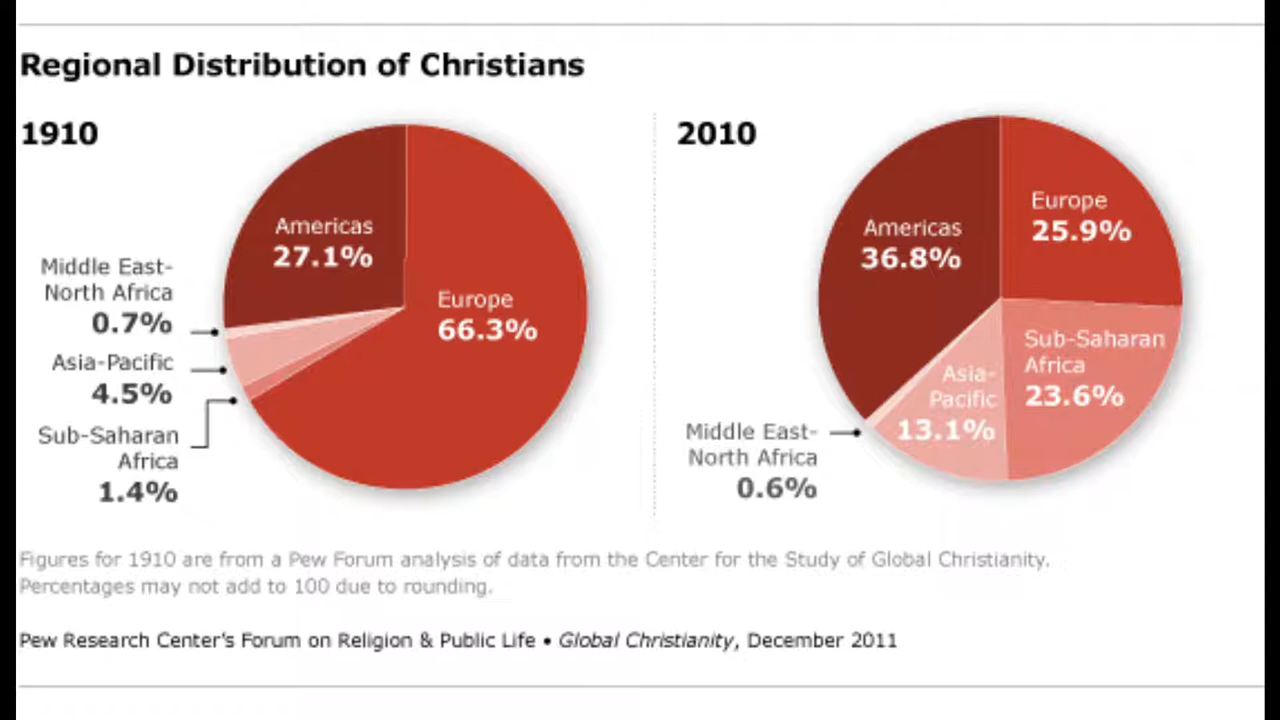 Regional Distribution of Christians
1910
Americas
27.1%
Middle East-
North Africa
0.7%
Asia-Pacific
4.5%
Sub-Saharan
Africa
1.4%
Europe
66.3%
2010
Americas
36.8%
Europe
25.9%
Sub-Saharan
Africa
23.6%
Asia-
Pacific
13.1%
Middle East-
North Africa
0.6%
Figures for 1910 are from a Pew Forum analysis of data from the Center for the Study of Global Christianity.
Percentages may not add to 100 due to rounding.
Pew Research Center's Forum on Religion & Public Life • Global Christianity, December 2011